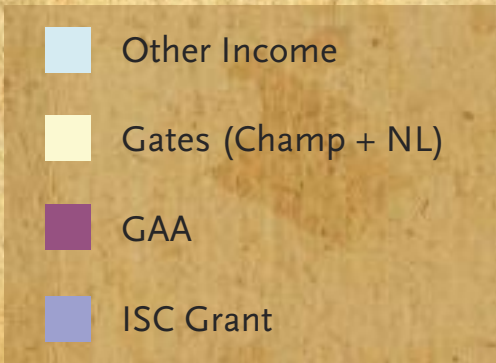 Other Income
Gates (Champ + NL)
GAA
ISC Grant